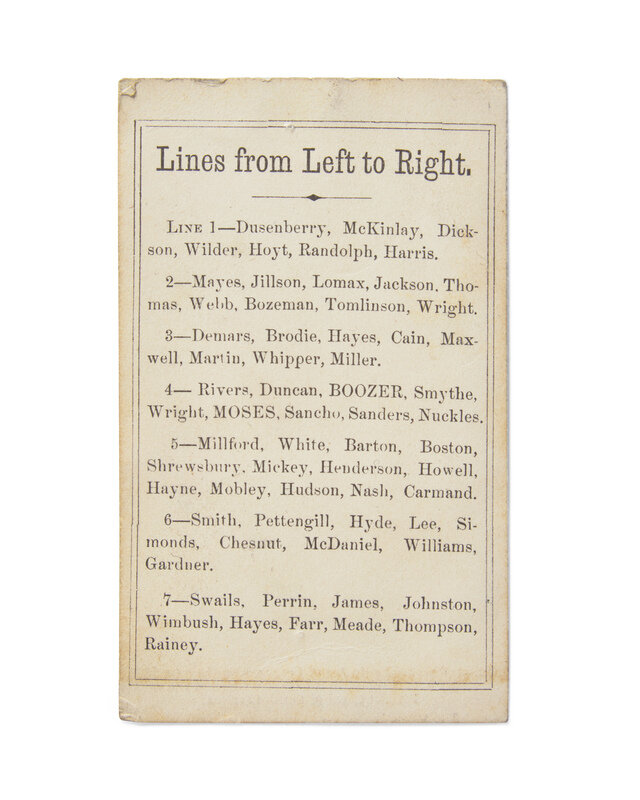 Lines from Left to Right.
LINE 1—Dusenberry, McKinlay, Dick-
son, Wilder, Hoyt, Randolph, Harris.
2—Mayes, Jillson, Lomax, Jackson. Tho-
mas, Webb, Bozeman, Tomlinson, Wright.
3—Demars, Brodie, Hayes, Cain, Max-
well, Martin, Whipper, Miller.
4— Rivers, Duncan, BOOZER, Smythe,
Wright, MOSES, Sancho, Sanders, Nuckles.
5—Millford, White, Barton, Boston,
Shrewsbury, Mickey, Henderson, Howell,
Hayne, Mobley, Hudson, Nash, Carmand.
6—Smith, Pettengill, Hyde, Lee, Si-
monds, Chesnut, McDaniel, Williams,
Gardner.
7—Swails, Perrin, James, Johnston,
Wimbush, Hayes, Farr, Meade, Thompson,
Rainey.